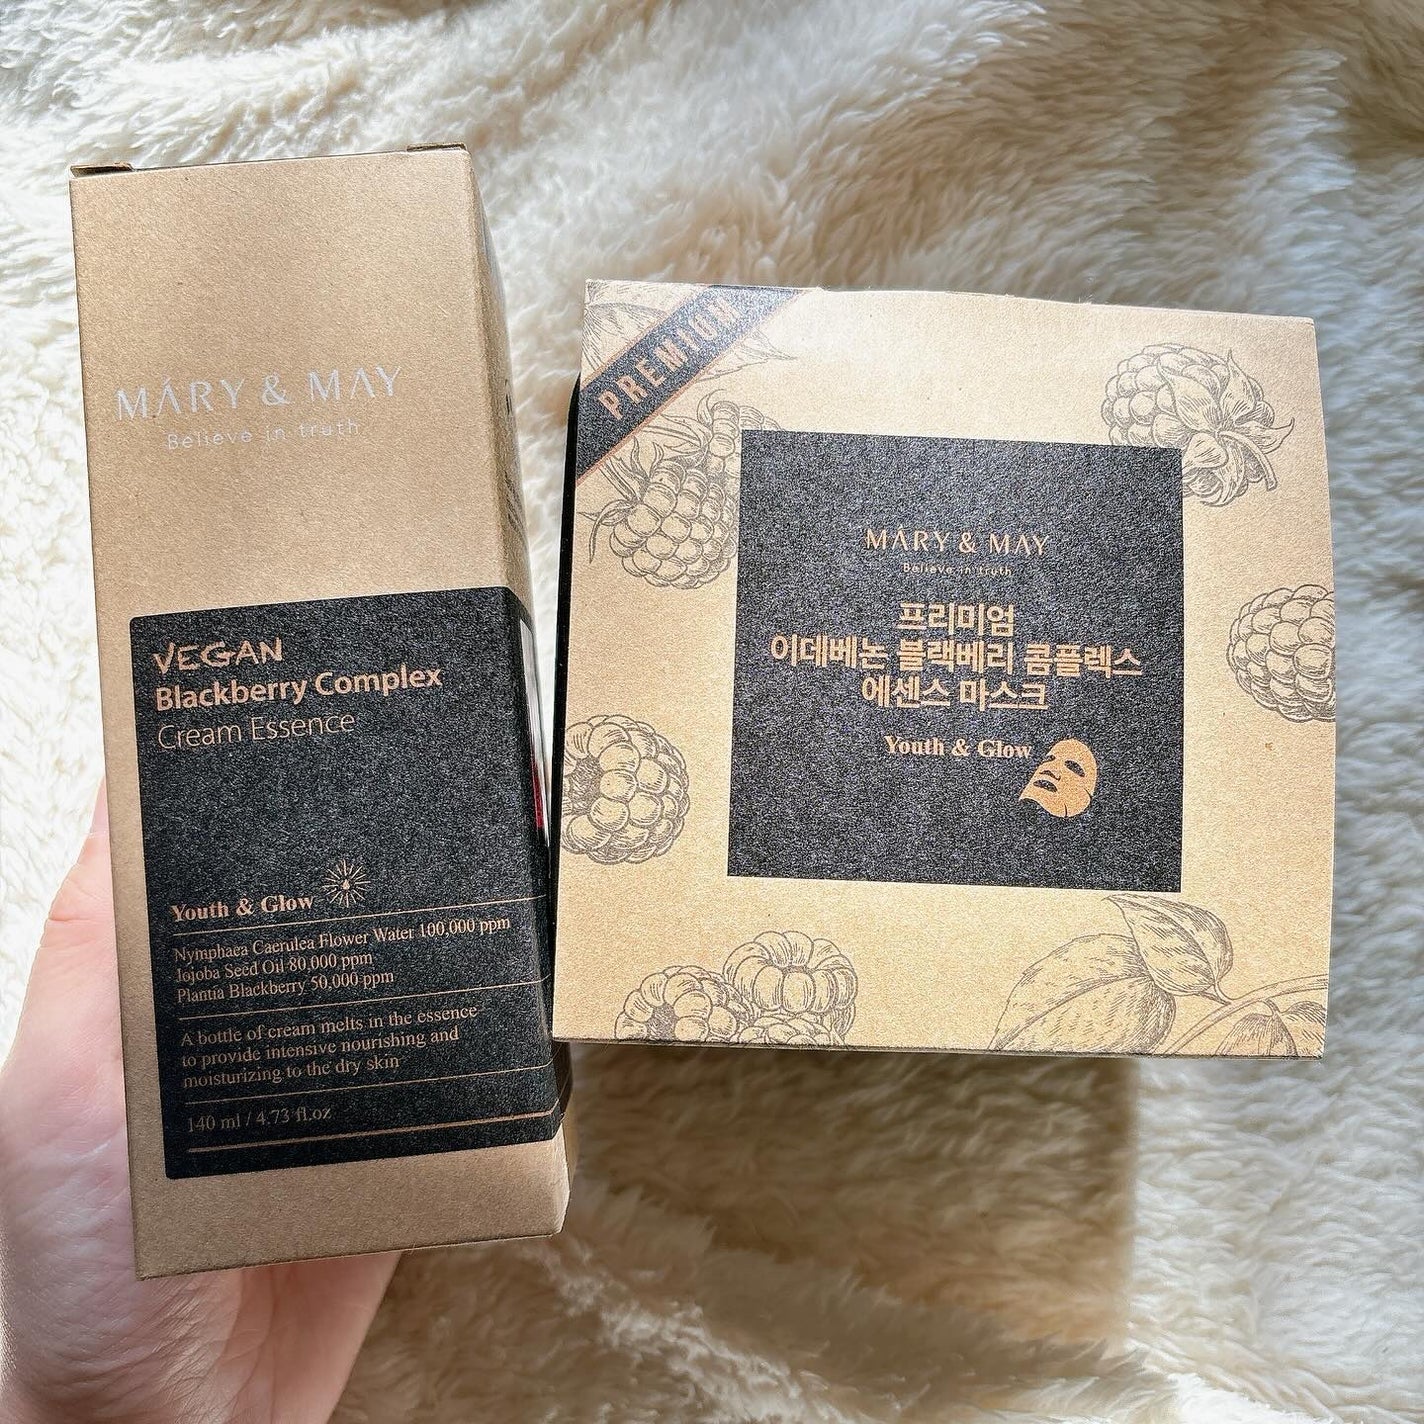 MARY & MAY
Believe in truth
VEGAN
Blackberry Complex
Cream Essence
Youth & Glow
Nymphaea Caerulea Flower Water 100,000 ppm
Jojoba Seed Oil 80,000 ppm
Plantia Blackberry 50,000 ppm
A bottle of cream melts in the essence
to provide intensive nourishing and
moisturizing to the dry skin
140 ml / 4.73 fl.oz
PREMIUM
MARY & MAY
Believe in truth
프리미엄
이데베논 블랙베리 콤플렉스
에센스 마스크
Youth & Glow